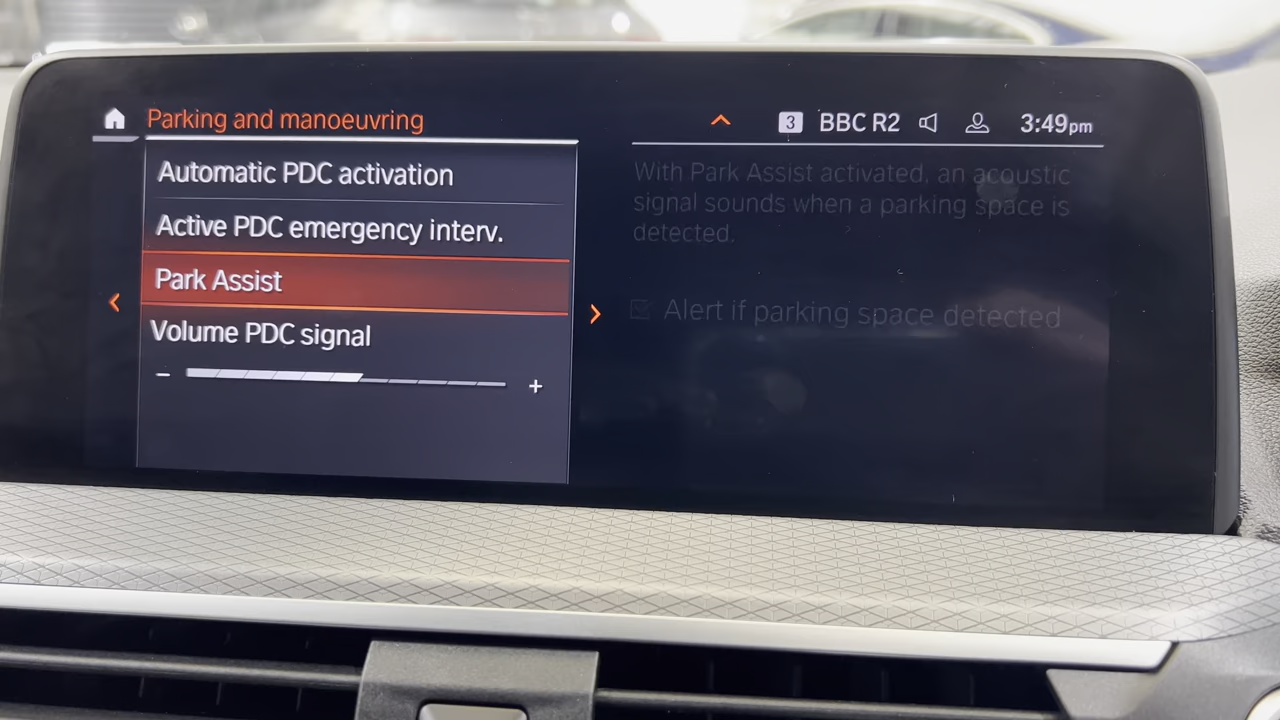 Parking and manoeuvring
3 BBC R2 3:49pm
Automatic PDC activation
Active PDC emergency interv.
Park Assist
Volume PDC signal
- +
With Park Assist activated, an acoustic
signal sounds when a parking space is
detected.
Alert if parking space detected